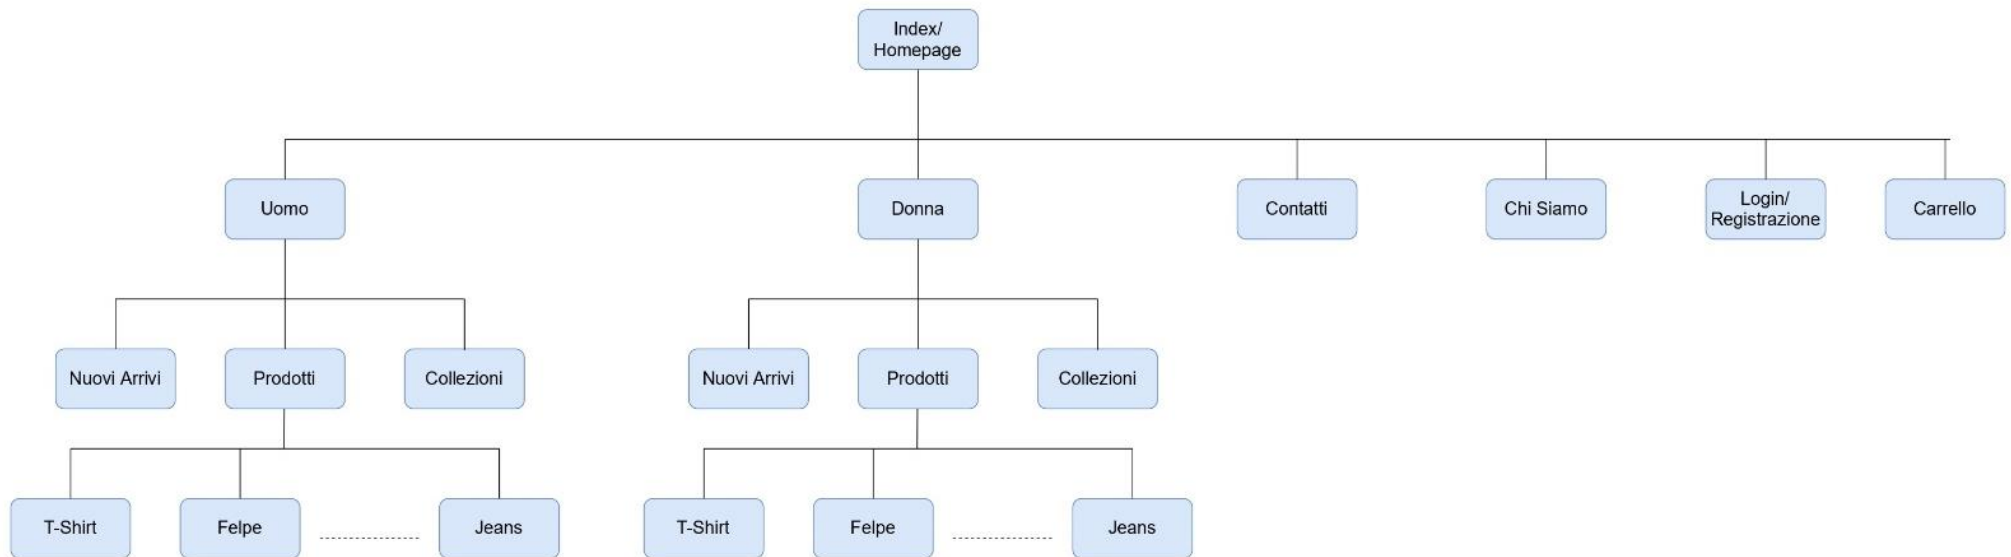 Index/
Homepage
Uomo
Donna
Contatti
Chi Siamo
Login/
Registrazione
Carrello
Nuovi Arrivi
Prodotti
Collezioni
Nuovi Arrivi
Prodotti
Collezioni
T-Shirt
Felpe
Jeans
T-Shirt
Felpe
Jeans